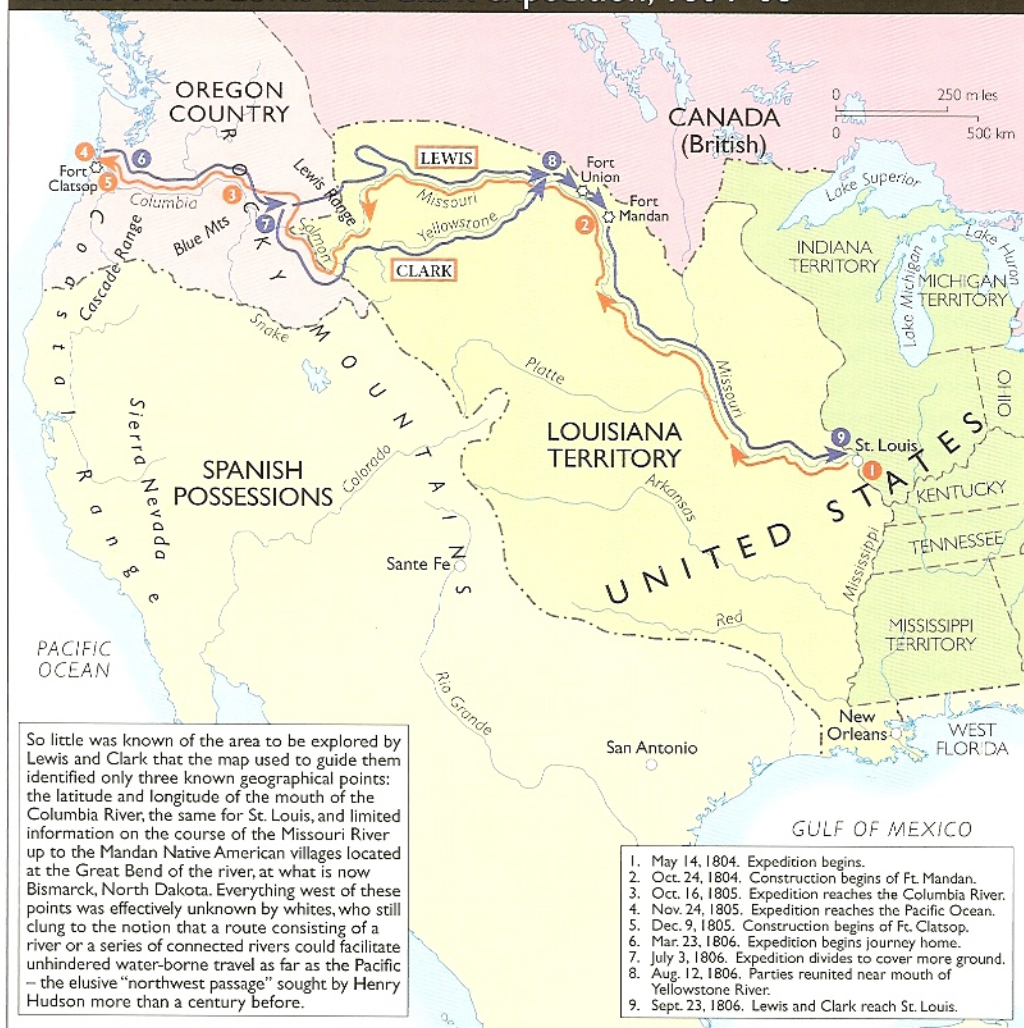 expedition, 1804-06
OREGON
COUNTRY
CANADA
(British)
0 250 miles
0 500 km
4
6
Fort
Clatsop
5
Columbia
3
ROCKY MOUNTAINS
Lewis Range
LEWIS
8
Fort
Union
Fort
Mandan
2
Missouri
Yellowstone
CLARK
7
Salmon
Blue Mts
Cascade Range
Coastal Range
Snake
Lake Superior
Lake Michigan
Lake Huron
INDIANA
TERRITORY
MICHIGAN
TERRITORY
OHIO
Platte
Missouri
Sierra Nevada
SPANISH
POSSESSIONS
Colorado
LOUISIANA
TERRITORY
9
St. Louis
1
Arkansas
UNITED STATES
KENTUCKY
TENNESSEE
Mississippi
Sante Fe
Red
MISSISSIPPI
TERRITORY
PACIFIC
OCEAN
Rio Grande
San Antonio
New
Orleans
WEST
FLORIDA
GULF OF MEXICO
So little was known of the area to be explored by
Lewis and Clark that the map used to guide them
identified only three known geographical points:
the latitude and longitude of the mouth of the
Columbia River, the same for St. Louis, and limited
information on the course of the Missouri River
up to the Mandan Native American villages located
at the Great Bend of the river, at what is now
Bismarck, North Dakota. Everything west of these
points was effectively unknown by whites, who still
clung to the notion that a route consisting of a
river or a series of connected rivers could facilitate
unhindered water-borne travel as far as the Pacific
– the elusive "northwest passage" sought by Henry
Hudson more than a century before.
1. May 14, 1804. Expedition begins.
2. Oct. 24, 1804. Construction begins of Ft. Mandan.
3. Oct. 16, 1805. Expedition reaches the Columbia River.
4. Nov. 24, 1805. Expedition reaches the Pacific Ocean.
5. Dec. 9, 1805. Construction begins of Ft. Clatsop.
6. Mar. 23, 1806. Expedition begins journey home.
7. July 3, 1806. Expedition divides to cover more ground.
8. Aug. 12, 1806. Parties reunited near mouth of
Yellowstone River.
9. Sept. 23, 1806. Lewis and Clark reach St. Louis.